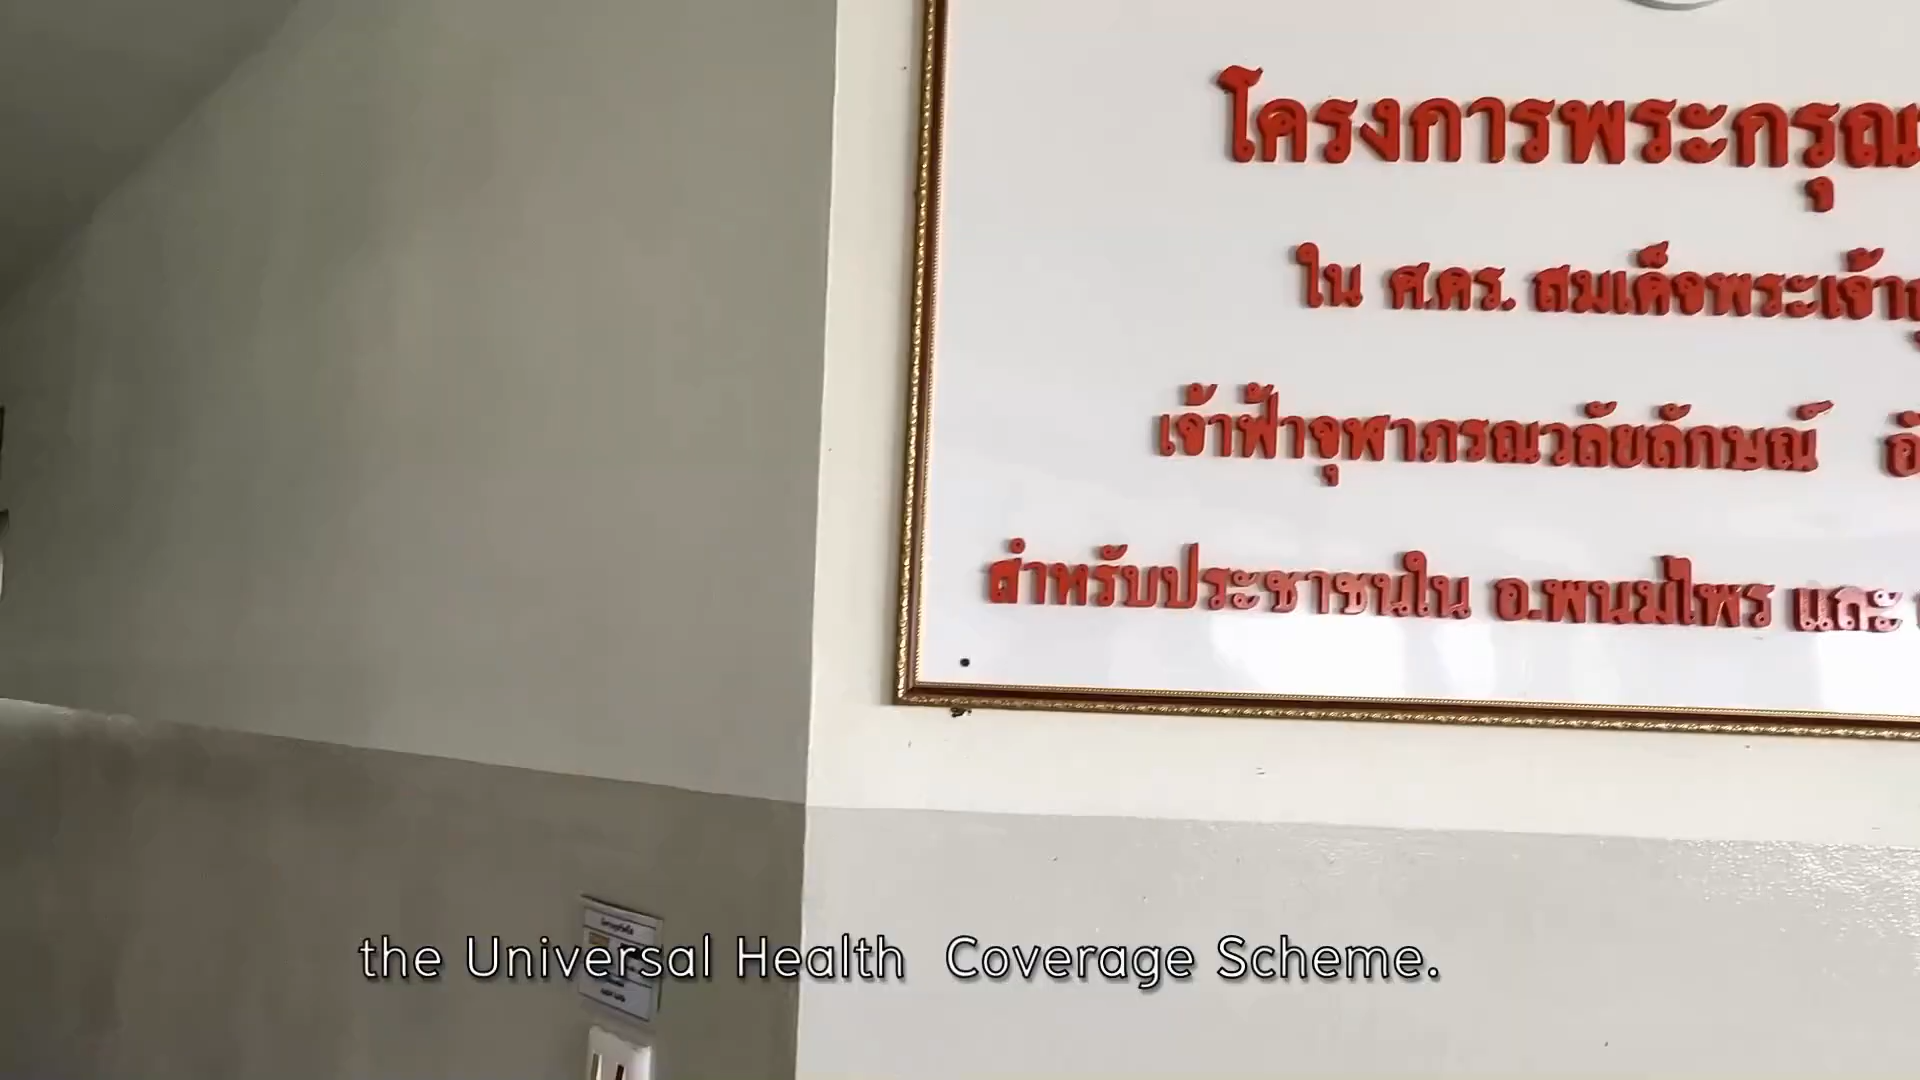 โครงการพระกรุณ
ใน ศ.ดร. สมเด็จพระเจ้า
เจ้าฟ้าจุฬาภรณวลัยลักษณ์
สำหรับประชาชนใน อ.พนมไพร และ
the Universal Health Coverage Scheme.